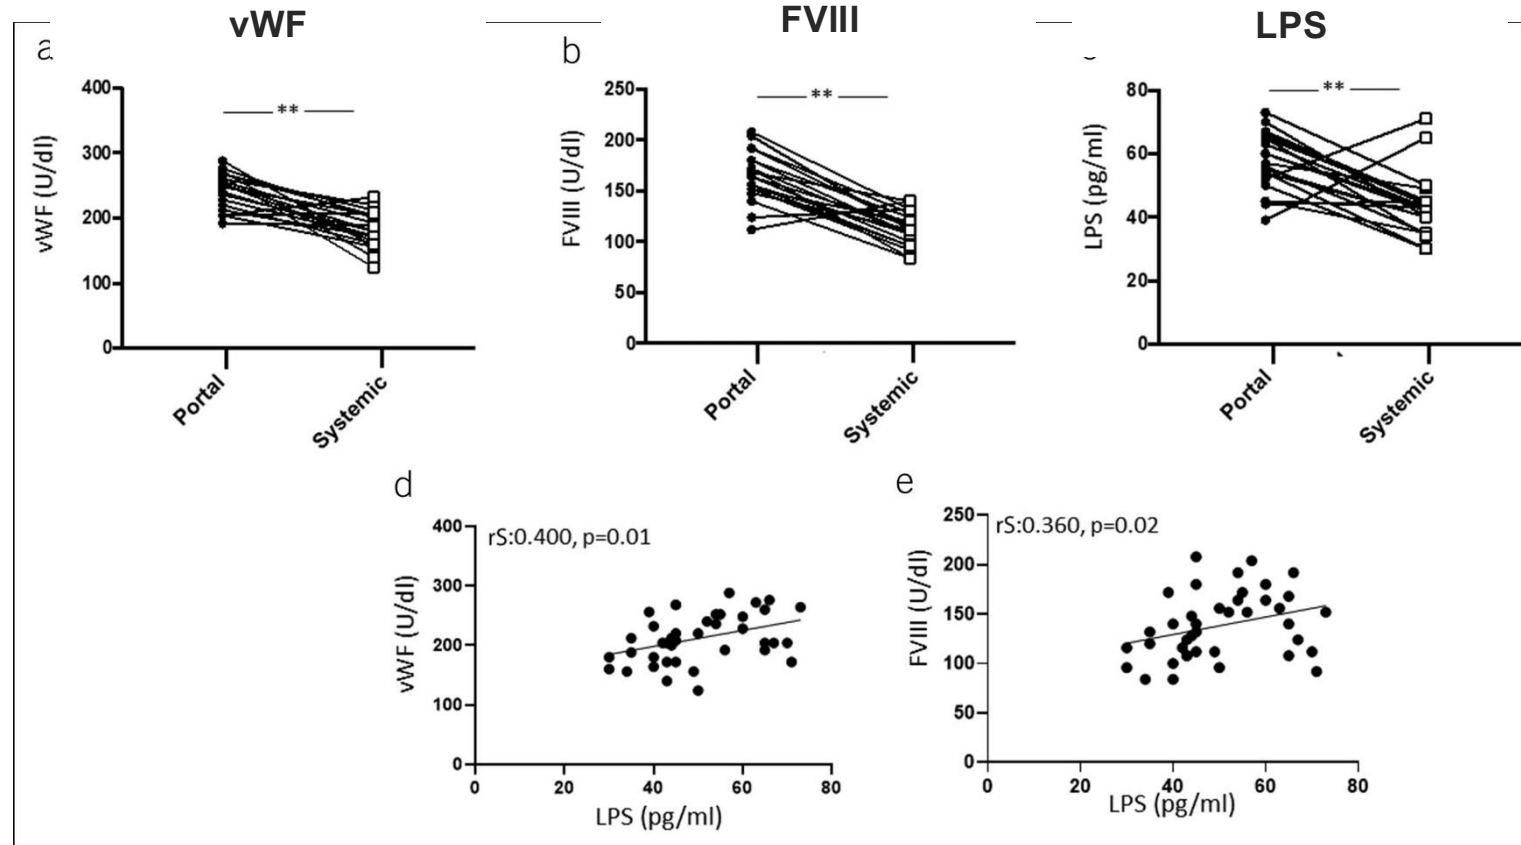 vWF
FVIII
LPS
a
b
vWF (U/dl)
400
300
200
100
0
**
Portal
Systemic
FVIII (U/dl)
250
200
150
100
50
0
**
Portal
Systemic
LPS (pg/ml)
80
60
40
20
0
**
Portal
Systemic
d
e
vWF (U/dl)
400
300
200
100
0
rS:0.400, p=0.01
0
20
40
60
80
LPS (pg/ml)
FVIII (U/dl)
250
200
150
100
50
0
rS:0.360, p=0.02
0
20
40
60
80
LPS (pg/ml)